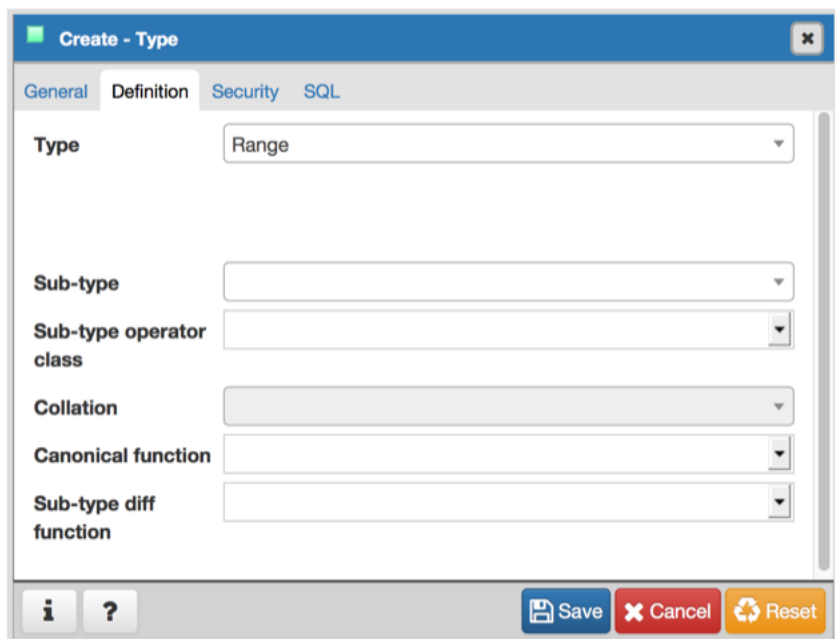 Create - Type
General Definition Security SQL
Type Range
Sub-type
Sub-type operator
class
Collation
Canonical function
Sub-type diff
function
i ? Save Cancel Reset